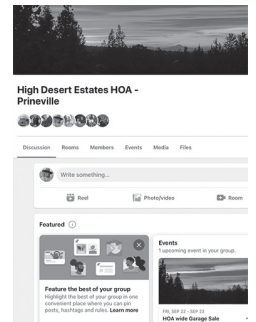 High Desert Estates HOA -
Prineville
Discussion Rooms Members Events Media Files
Write something...
Reel Photo/video Room
Featured
Feature the best of your group
Highlight the best of your group in one
convenient place where you can pin
posts, hashtags and rules. Learn more
Events
1 upcoming event in your group.
FRI, SEP 22 - SEP 23
HOA wide Garage Sale